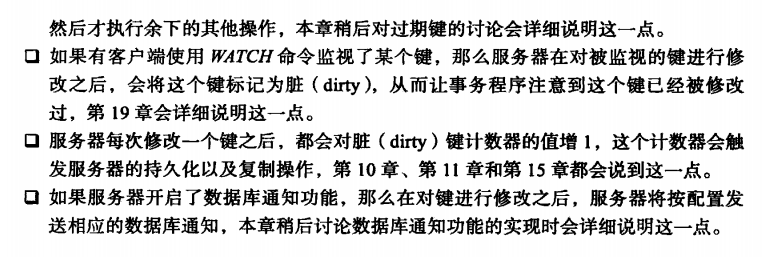 然后才执行余下的其他操作，本章稍后对过期键的讨论会详细说明这一点。
❑ 如果有客户端使用 WATCH 命令监视了某个键，那么服务器在对被监视的键进行修
改之后，会将这个键标记为脏（dirty），从而让事务程序注意到这个键已经被修改
过，第 19 章会详细说明这一点。
❑ 服务器每次修改一个键之后，都会对脏（dirty）键计数器的值增 1，这个计数器会触
发服务器的持久化以及复制操作，第 10 章、第 11 章和第 15 章都会说到这一点。
❑ 如果服务器开启了数据库通知功能，那么在对键进行修改之后，服务器将按配置发
送相应的数据库通知，本章稍后讨论数据库通知功能的实现时会详细说明这一点。